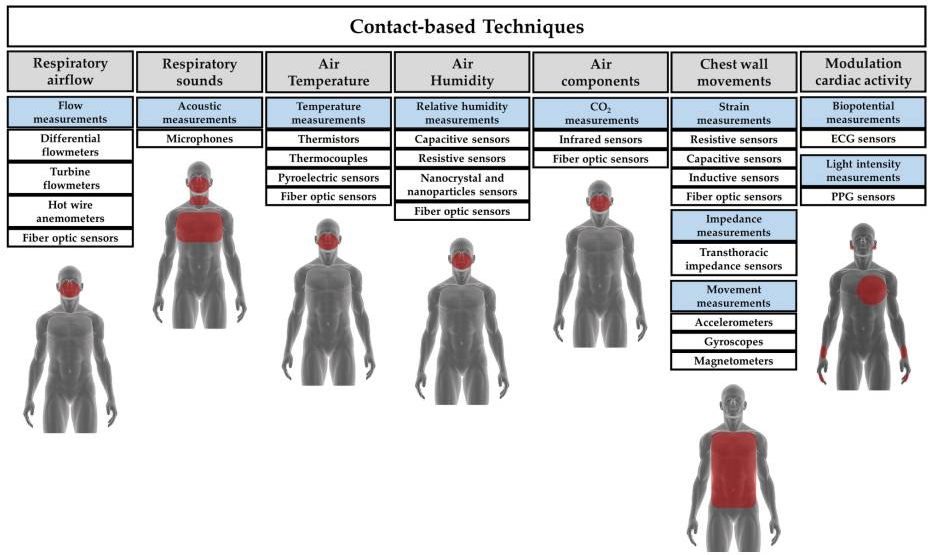 Contact-based Techniques
Respiratory
airflow
Flow
measurements
Differential
flowmeters
Turbine
flowmeters
Hot wire
anemometers
Fiber optic sensors
Respiratory
sounds
Acoustic
measurements
Microphones
Air
Temperature
Temperature
measurements
Thermistors
Thermocouples
Pyroelectric sensors
Fiber optic sensors
Air
Humidity
Relative humidity
measurements
Capacitive sensors
Resistive sensors
Nanocrystal and
nanoparticles sensors
Fiber optic sensors
Air
components
CO₂
measurements
Infrared sensors
Fiber optic sensors
Chest wall
movements
Strain
measurements
Resistive sensors
Capacitive sensors
Inductive sensors
Fiber optic sensors
Impedance
measurements
Transthoracic
impedance sensors
Movement
measurements
Accelerometers
Gyroscopes
Magnetometers
Modulation
cardiac activity
Biopotential
measurements
ECG sensors
Light intensity
measurements
PPG sensors